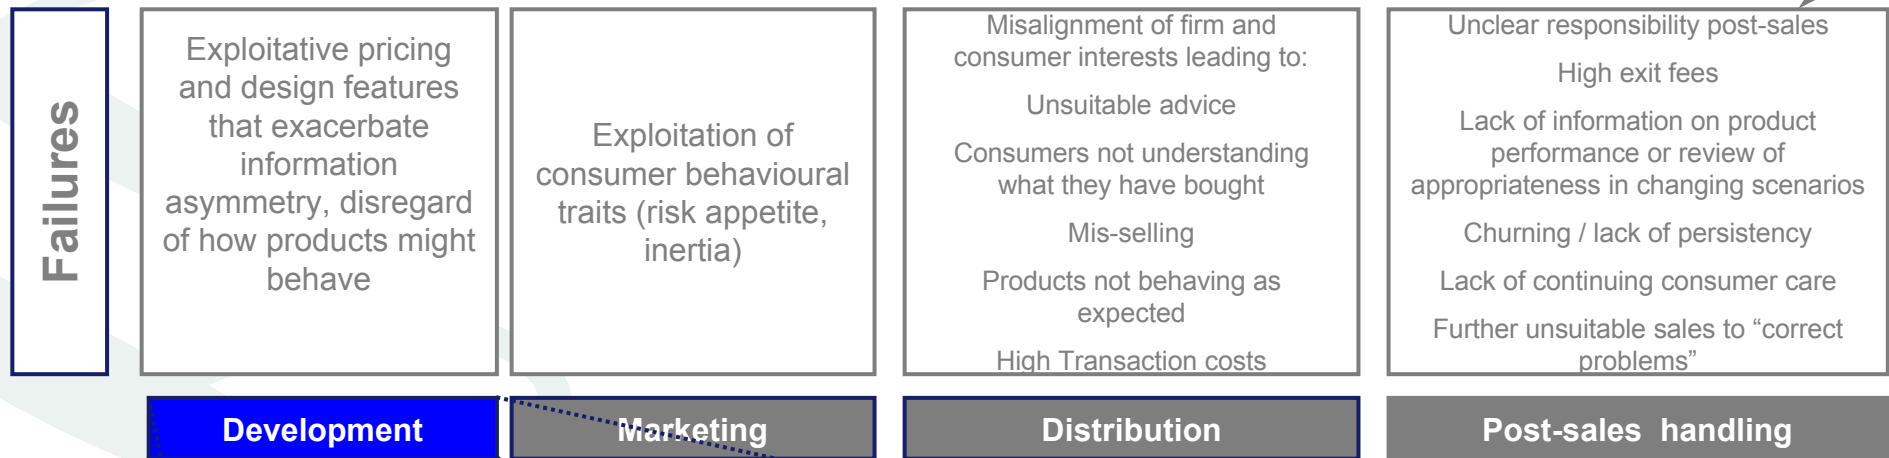 Failures
Exploitative pricing
and design features
that exacerbate
information
asymmetry, disregard
of how products might
behave
Exploitation of
consumer behavioural
traits (risk appetite,
inertia)
Misalignment of firm and
consumer interests leading to:
Unsuitable advice
Consumers not understanding
what they have bought
Mis-selling
Products not behaving as
expected
High Transaction costs
Unclear responsibility post-sales
High exit fees
Lack of information on product
performance or review of
appropriateness in changing scenarios
Churning / lack of persistency
Lack of continuing consumer care
Further unsuitable sales to “correct
problems”
Development
Marketing
Distribution
Post-sales handling